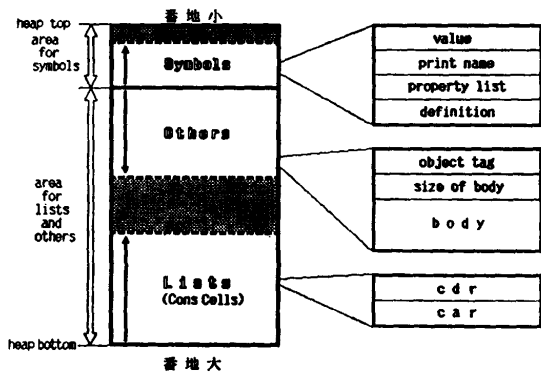 番地小
heap top
area
for
symbols
Symbols
value
print name
property list
definition
Others
object tag
size of body
body
area
for
lists
and
others
Lists
(Cons Cells)
cdr
car
heap bottom
番地大